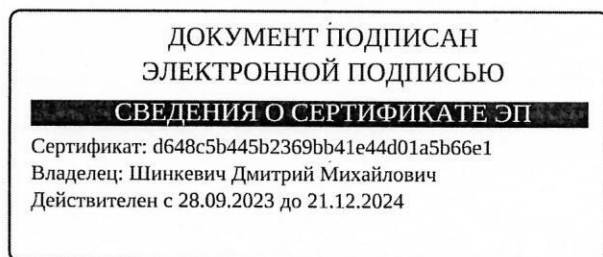 ДОКУМЕНТ ПОДПИСАН
ЭЛЕКТРОННОЙ ПОДПИСЬЮ
СВЕДЕНИЯ О СЕРТИФИКАТЕ ЭП
Сертификат: d648c5b445b2369bb41e44d01a5b66e1
Владелец: Шинкевич Дмитрий Михайлович
Действителен с 28.09.2023 до 21.12.2024